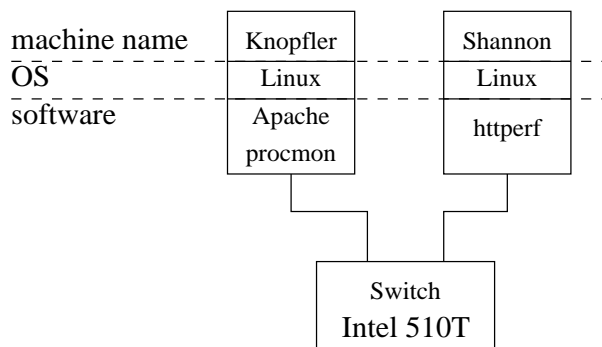 machine name
Knopfler
Shannon
OS
Linux
Linux
software
Apache
procmon
httperf
Switch
Intel 510T